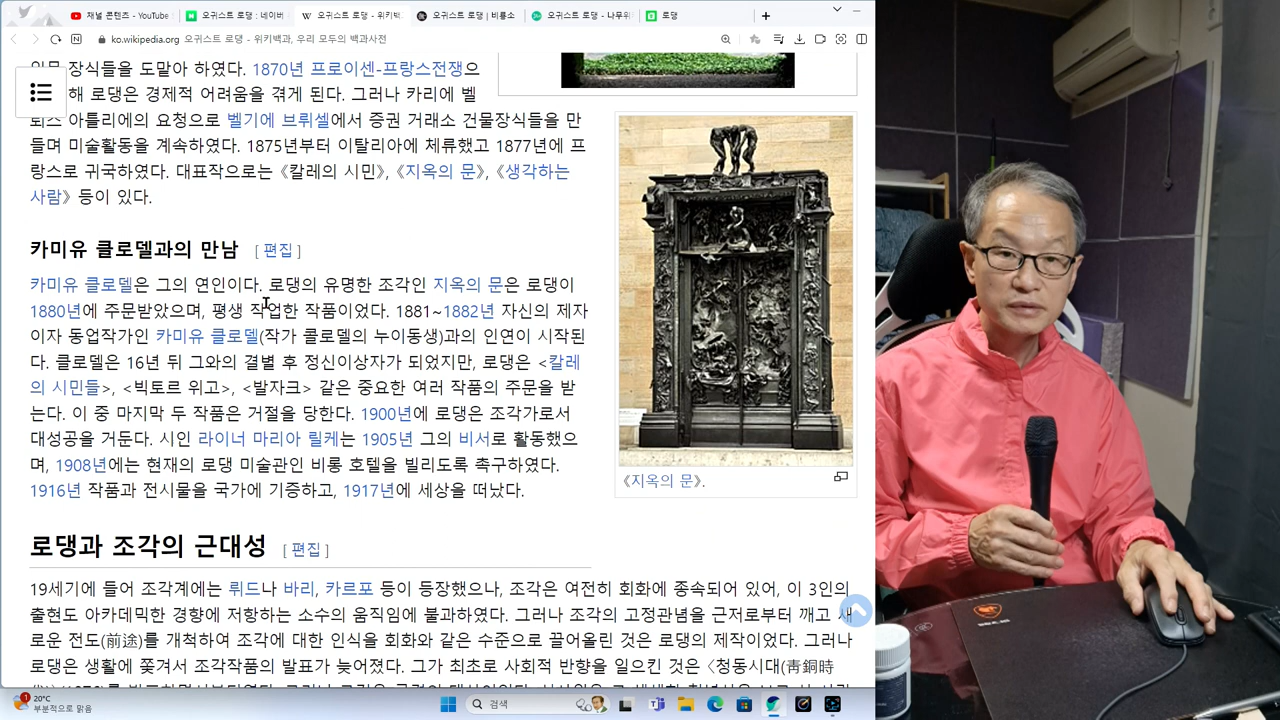 채널 콘텐츠 - YouTube
오귀스트 로댕 : 네이버
오귀스트 로댕 - 위키백
오귀스트 로댕 | 비룡소
오귀스트 로댕 - 나무위
로댕
ko.wikipedia.org 오귀스트 로댕 - 위키백과, 우리 모두의 백과사전
장식들을 도맡아 하였다. 1870년 프로이센-프랑스전쟁으
해 로댕은 경제적 어려움을 겪게 된다. 그러나 카리에 벨
뢰즈 아틀리에의 요청으로 벨기에 브뤼셀에서 증권 거래소 건물장식들을 만
들며 미술활동을 계속하였다. 1875년부터 이탈리아에 체류했고 1877년에 프
랑스로 귀국하였다. 대표작으로는 《칼레의 시민》, 《지옥의 문》, 《생각하는
사람》 등이 있다.
카미유 클로델과의 만남 [ 편집 ]
카미유 클로델은 그의 연인이다. 로댕의 유명한 조각인 지옥의 문은 로댕이
1880년에 주문받았으며, 평생 작업한 작품이었다. 1881~1882년 자신의 제자
이자 동업작가인 카미유 클로델(작가 콜로델의 누이동생)과의 인연이 시작된
다. 클로델은 16년 뒤 그와의 결별 후 정신이상자가 되었지만, 로댕은 <칼레
의 시민들>, <빅토르 위고>, <발자크> 같은 중요한 여러 작품의 주문을 받
는다. 이 중 마지막 두 작품은 거절을 당한다. 1900년에 로댕은 조각가로서
대성공을 거둔다. 시인 라이너 마리아 릴케는 1905년 그의 비서로 활동했으
며, 1908년에는 현재의 로댕 미술관인 비롱 호텔을 빌리도록 촉구하였다.
1916년 작품과 전시물을 국가에 기증하고, 1917년에 세상을 떠났다.
《지옥의 문》.
로댕과 조각의 근대성 [ 편집 ]
19세기에 들어 조각계에는 뤼드나 바리, 카르포 등이 등장했으나, 조각은 여전히 회화에 종속되어 있어, 이 3인의
출현도 아카데믹한 경향에 저항하는 소수의 움직임에 불과하였다. 그러나 조각의 고정관념을 근저로부터 깨고 새
로운 전도(前途)를 개척하여 조각에 대한 인식을 회화와 같은 수준으로 끌어올린 것은 로댕의 제작이었다. 그러나
로댕은 생활에 쫓겨서 조각작품의 발표가 늦어졌다. 그가 최초로 사회적 반향을 일으킨 것은 〈청동시대(靑銅時
1
20°C
부분적으로 맑음
검색